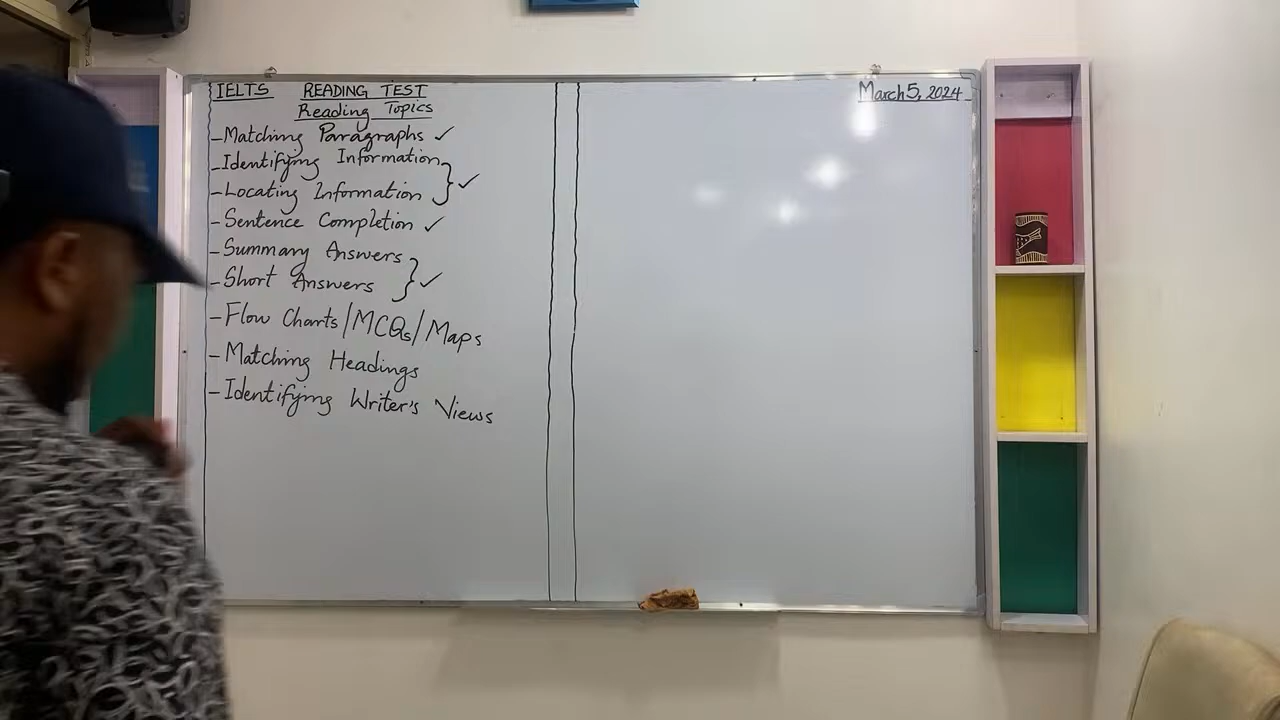 IELTS READING TEST
Reading Topics
March 5, 2024
- Matching Paragraphs ✓
- Identifying Information
- Locating Information } ✓
- Sentence Completion ✓
- Summary Answers
- Short Answers } ✓
- Flow Charts/MCQs/Maps
- Matching Headings
- Identifying Writer's Views